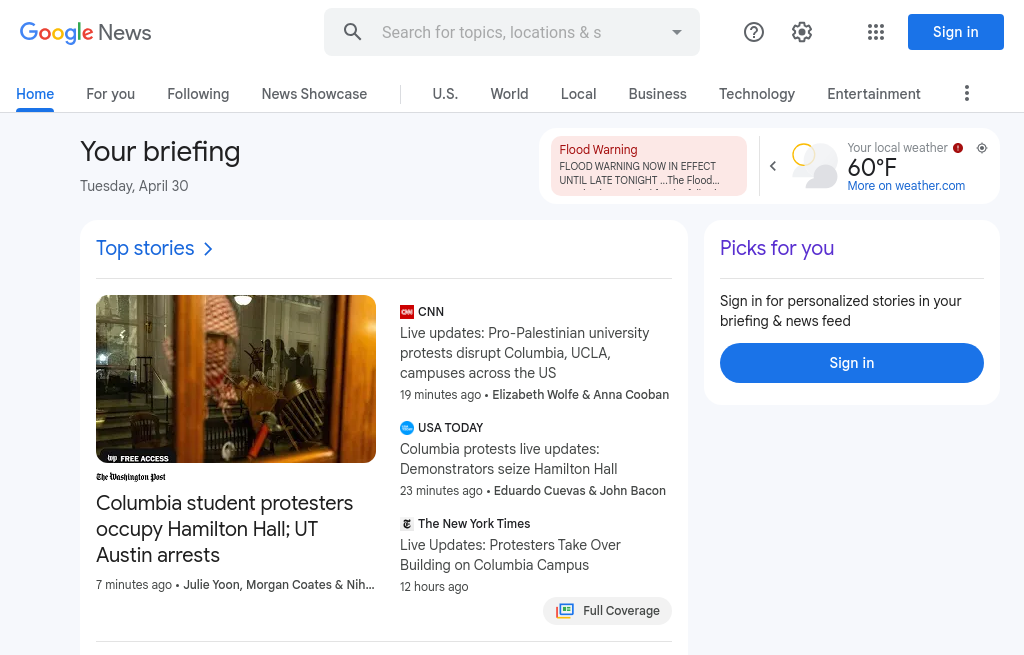 Google News
Search for topics, locations & s
Sign in
Home
For you
Following
News Showcase
U.S.
World
Local
Business
Technology
Entertainment
Your briefing
Tuesday, April 30
Flood Warning
FLOOD WARNING NOW IN EFFECT
UNTIL LATE TONIGHT ...The Flood...
Your local weather
60°F
More on weather.com
Top stories
Picks for you
Sign in for personalized stories in your
briefing & news feed
Sign in
wp FREE ACCESS
The Washington Post
Columbia student protesters
occupy Hamilton Hall; UT
Austin arrests
7 minutes ago • Julie Yoon, Morgan Coates & Nih...
CNN
Live updates: Pro-Palestinian university
protests disrupt Columbia, UCLA,
campuses across the US
19 minutes ago • Elizabeth Wolfe & Anna Cooban
USA TODAY
Columbia protests live updates:
Demonstrators seize Hamilton Hall
23 minutes ago • Eduardo Cuevas & John Bacon
The New York Times
Live Updates: Protesters Take Over
Building on Columbia Campus
12 hours ago
Full Coverage